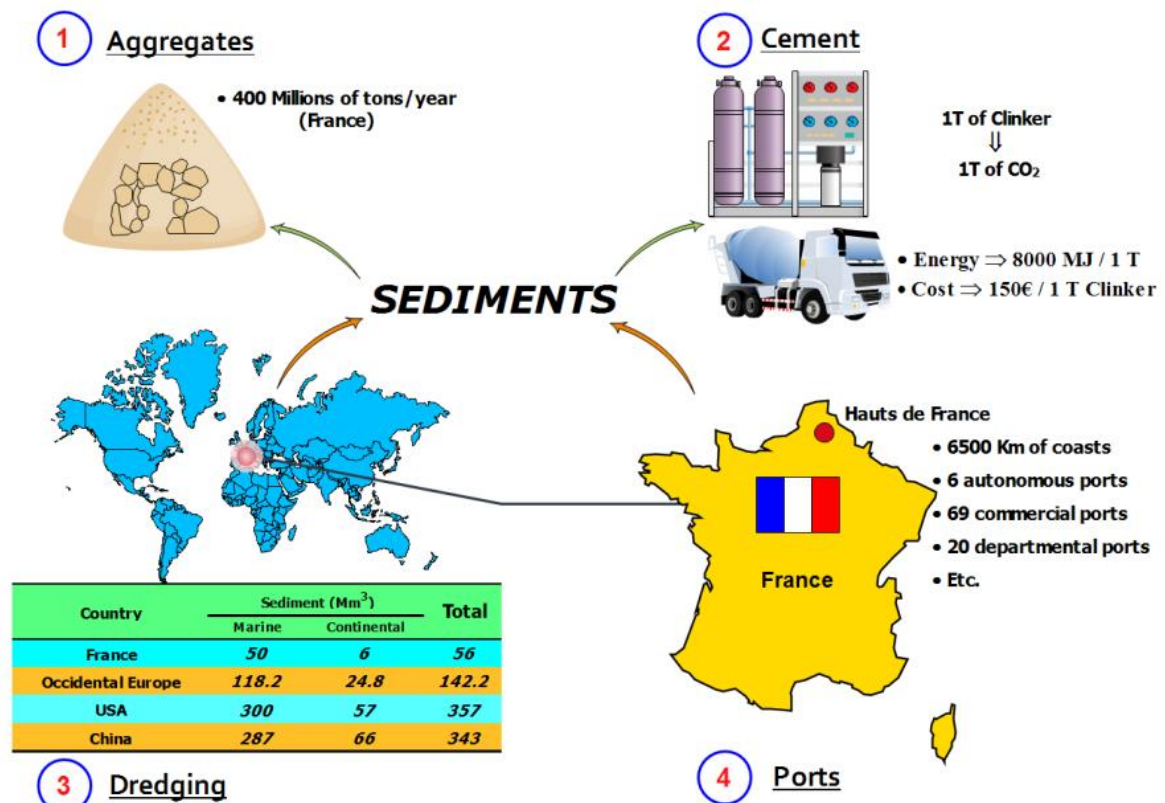 1 Aggregates
• 400 Millions of tons/year
(France)
2 Cement
1T of Clinker
⇓
1T of CO₂
• Energy ⇒ 8000 MJ / 1 T
• Cost ⇒ 150€ / 1 T Clinker
SEDIMENTS
Hauts de France
• 6500 Km of coasts
• 6 autonomous ports
• 69 commercial ports
• 20 departmental ports
• Etc.
France
Country Sediment (Mm³) Total
Marine Continental
France 50 6 56
Occidental Europe 118.2 24.8 142.2
USA 300 57 357
China 287 66 343
3 Dredging
4 Ports